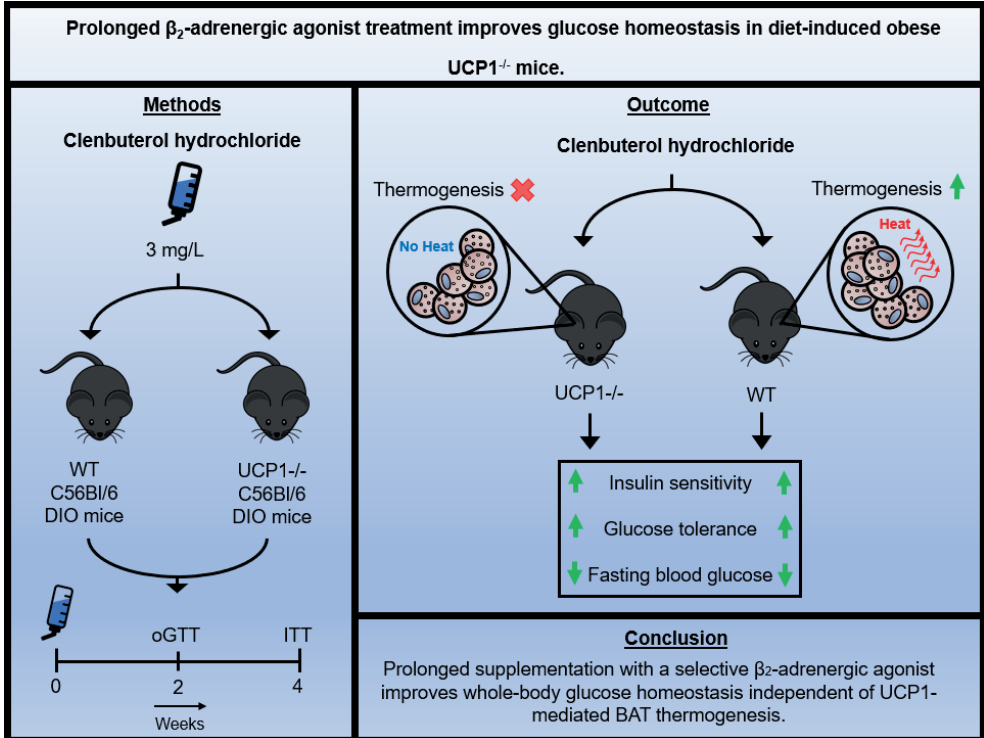 Prolonged β₂-adrenergic agonist treatment improves glucose homeostasis in diet-induced obese
UCP1⁻/⁻ mice.
Methods
Clenbuterol hydrochloride
3 mg/L
WT
C56Bl/6
DIO mice
UCP1-/-
C56Bl/6
DIO mice
oGTT
ITT
0
2
4
Weeks
Outcome
Clenbuterol hydrochloride
Thermogenesis
Thermogenesis
No Heat
Heat
UCP1-/-
WT
Insulin sensitivity
Glucose tolerance
Fasting blood glucose
Conclusion
Prolonged supplementation with a selective β₂-adrenergic agonist
improves whole-body glucose homeostasis independent of UCP1-
mediated BAT thermogenesis.